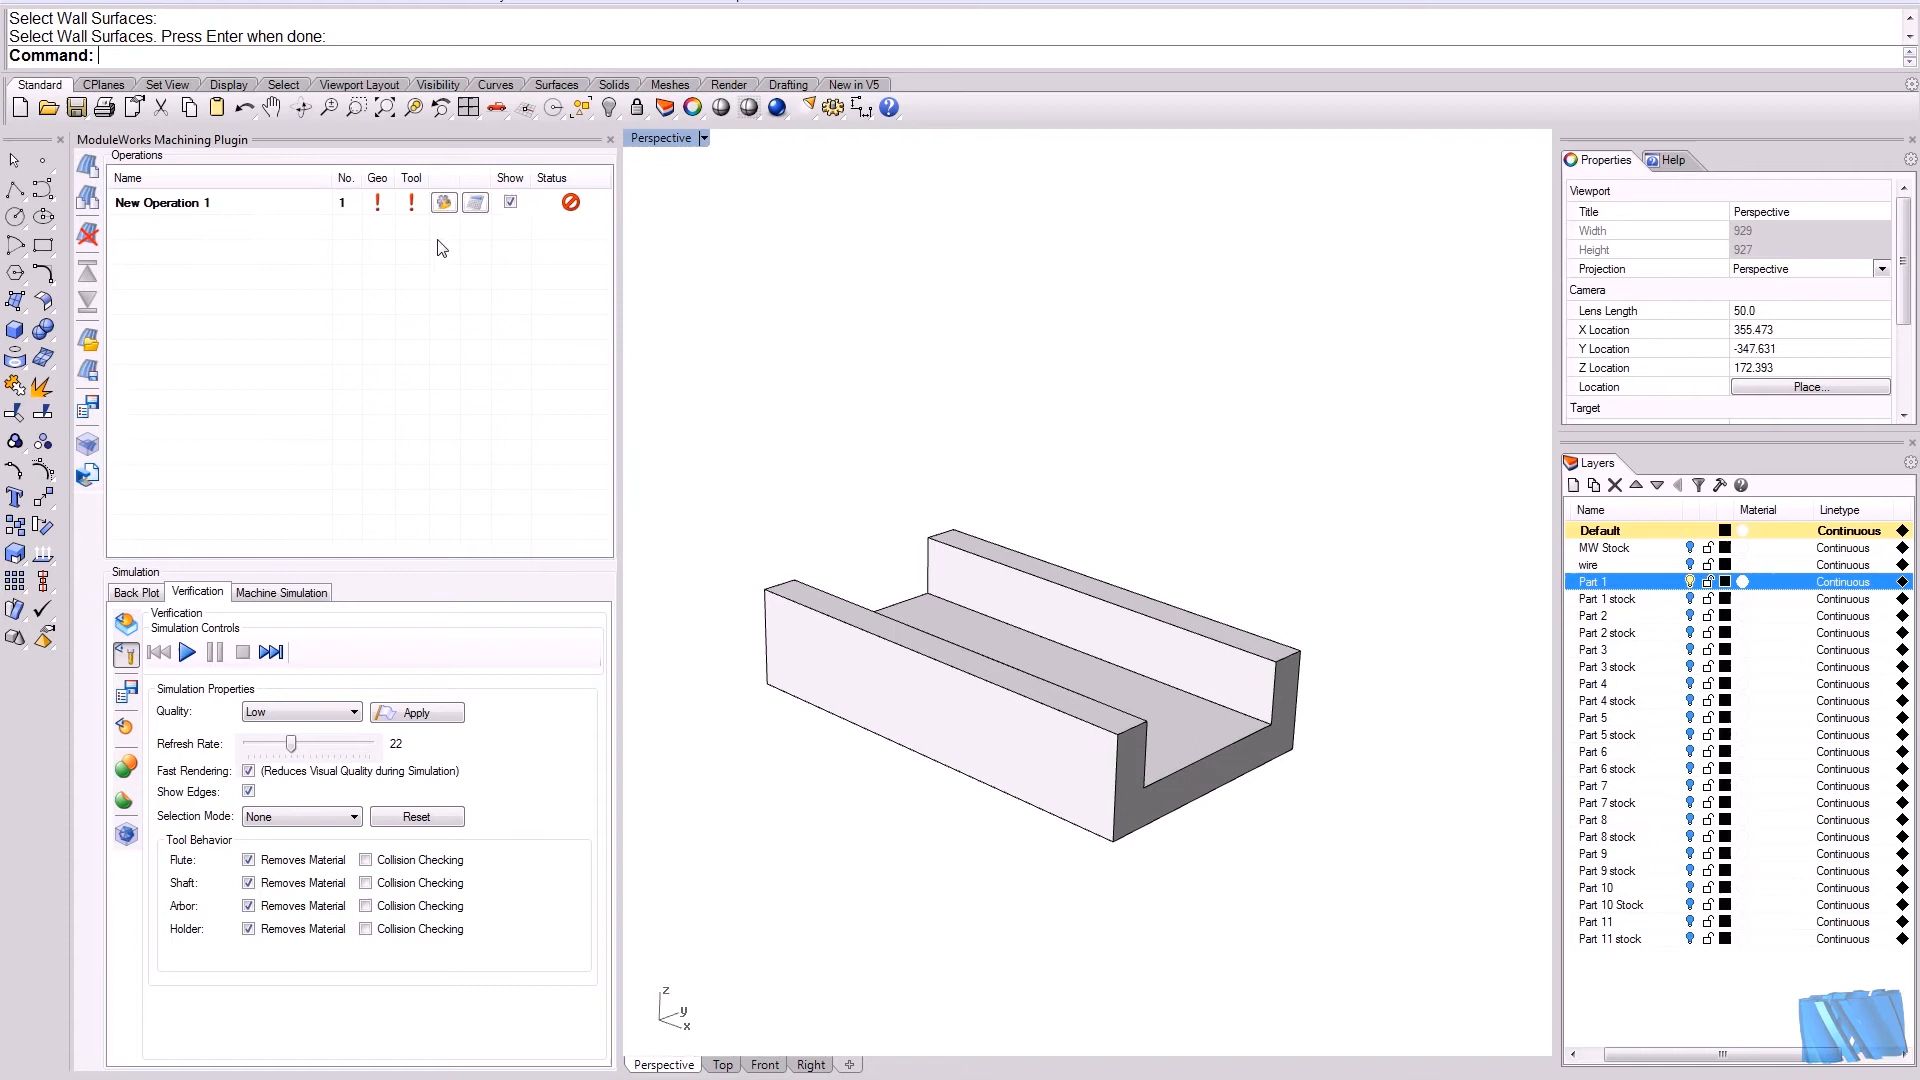 Select Wall Surfaces:
Select Wall Surfaces. Press Enter when done:
Command:
Standard CPlanes Set View Display Select Viewport Layout Visibility Curves Surfaces Solids Meshes Render Drafting New in V5
ModuleWorks Machining Plugin
Operations
Name No. Geo Tool Show Status
New Operation 1 1
Simulation
Back Plot Verification Machine Simulation
Verification
Simulation Controls
Simulation Properties
Quality: Low Apply
Refresh Rate: 22
Fast Rendering: (Reduces Visual Quality during Simulation)
Show Edges:
Selection Mode: None Reset
Tool Behavior
Flute: Removes Material Collision Checking
Shaft: Removes Material Collision Checking
Arbor: Removes Material Collision Checking
Holder: Removes Material Collision Checking
Perspective
z
y
x
Perspective Top Front Right
Properties Help
Viewport
Title Perspective
Width 929
Height 927
Projection Perspective
Camera
Lens Length 50.0
X Location 355.473
Y Location -347.631
Z Location 172.393
Location Place...
Target
Layers
Name Material Linetype
Default Continuous
MW Stock Continuous
wire Continuous
Part 1 Continuous
Part 1 stock Continuous
Part 2 Continuous
Part 2 stock Continuous
Part 3 Continuous
Part 3 stock Continuous
Part 4 Continuous
Part 4 stock Continuous
Part 5 Continuous
Part 5 stock Continuous
Part 6 Continuous
Part 6 stock Continuous
Part 7 Continuous
Part 7 stock Continuous
Part 8 Continuous
Part 8 stock Continuous
Part 9 Continuous
Part 9 stock Continuous
Part 10 Continuous
Part 10 Stock Continuous
Part 11 Continuous
Part 11 stock Continuous